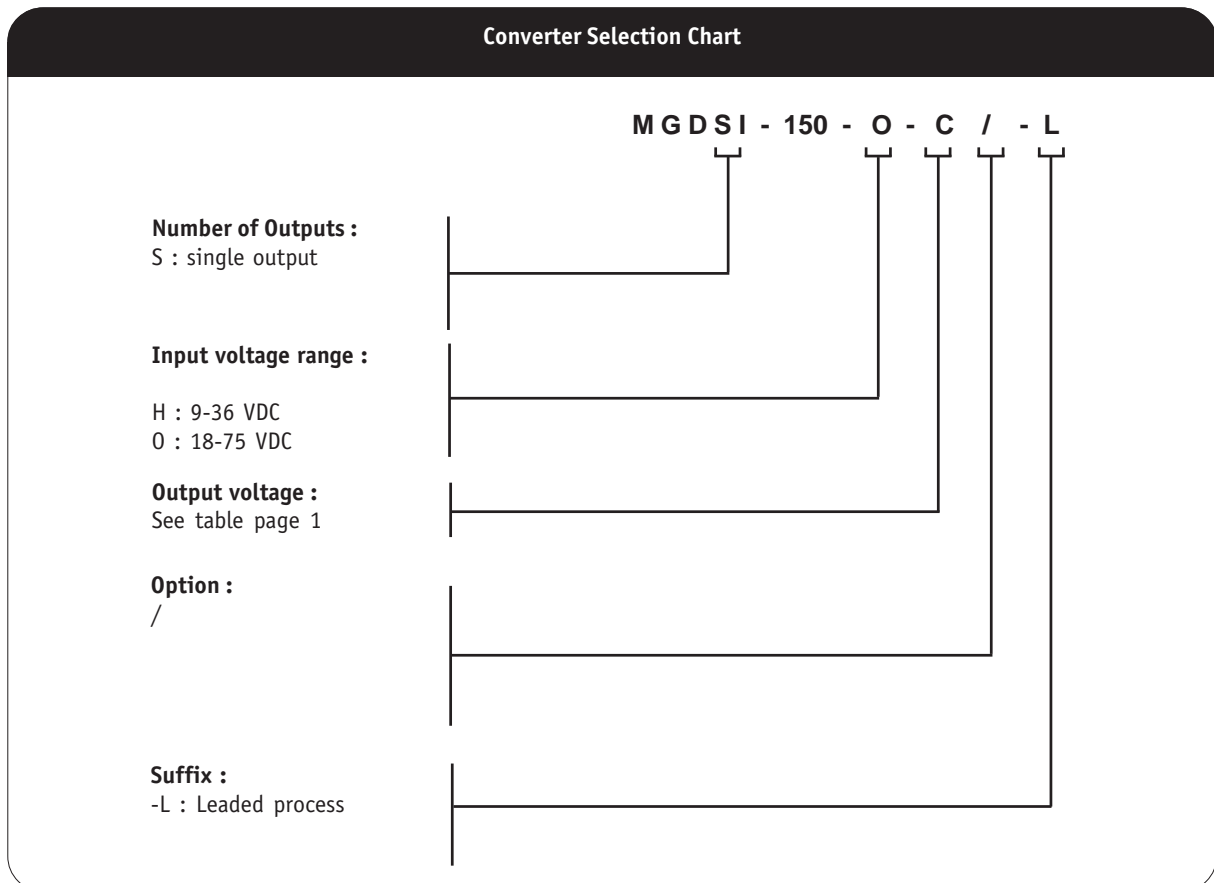 Converter Selection Chart
M G D S I - 150 - O - C / - L
Number of Outputs :
S : single output
Input voltage range :
H : 9-36 VDC
O : 18-75 VDC
Output voltage :
See table page 1
Option :
/
Suffix :
-L : Leaded process